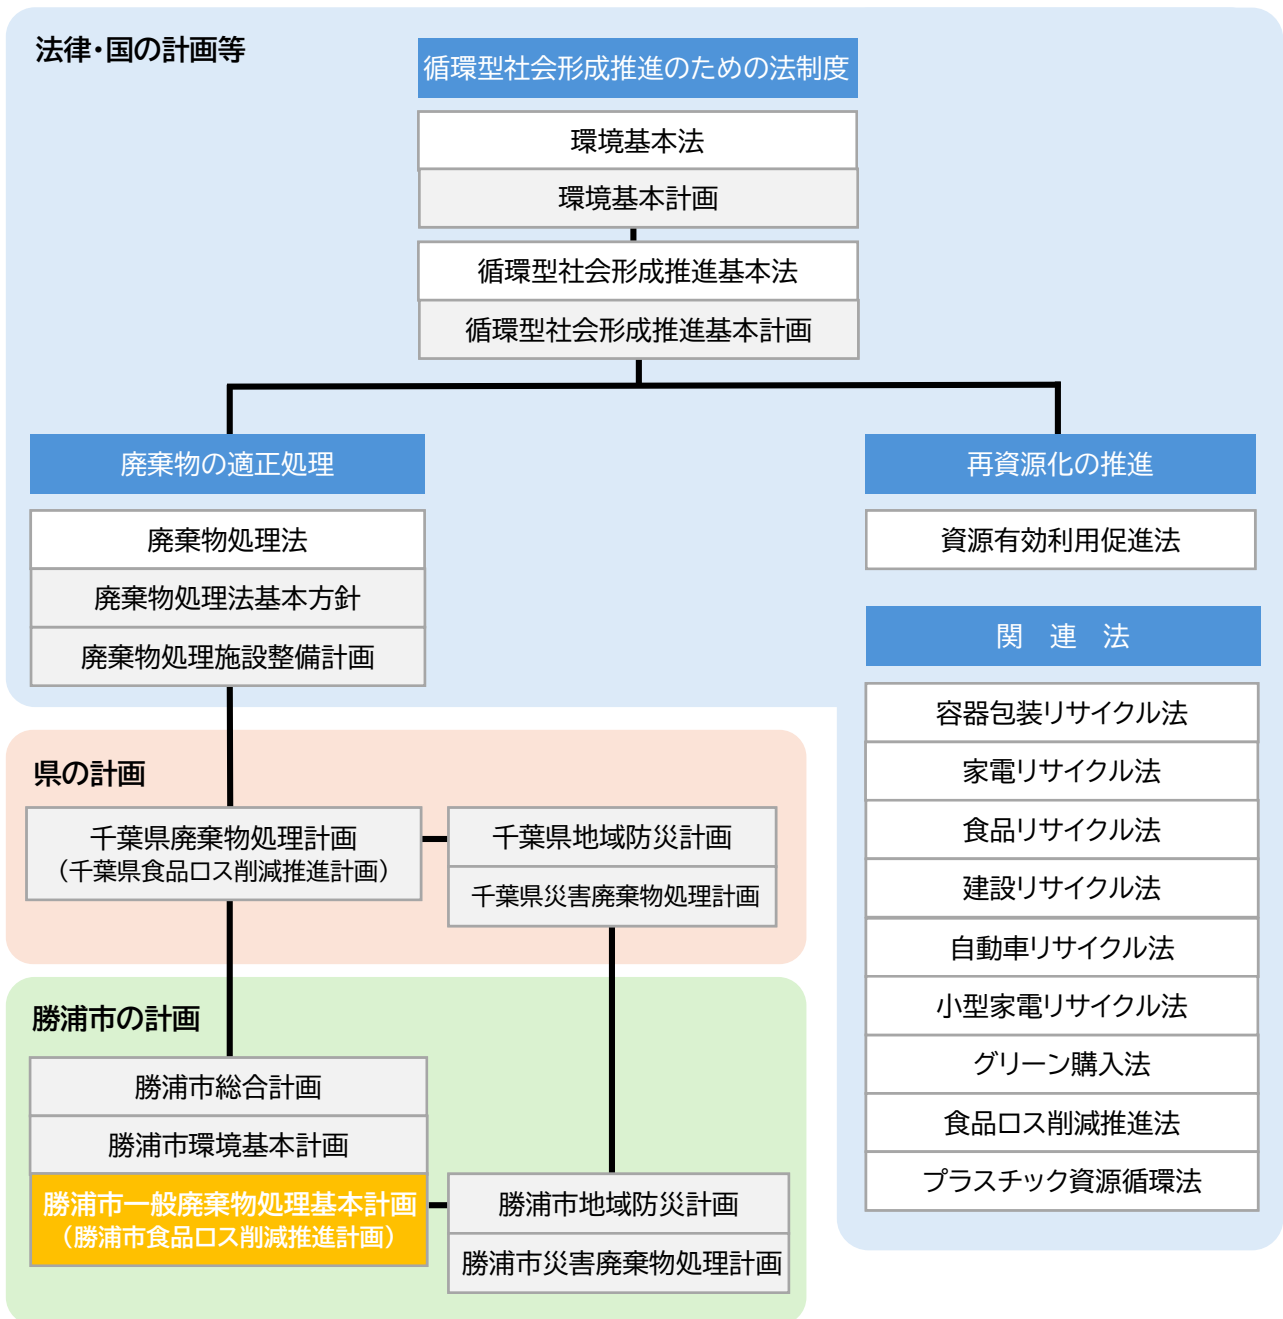 法律・国の計画等
循環型社会形成推進のための法制度
環境基本法
環境基本計画
循環型社会形成推進基本法
循環型社会形成推進基本計画
廃棄物の適正処理
廃棄物処理法
廃棄物処理法基本方針
廃棄物処理施設整備計画
再資源化の推進
資源有効利用促進法
関　連　法
容器包装リサイクル法
家電リサイクル法
食品リサイクル法
建設リサイクル法
自動車リサイクル法
小型家電リサイクル法
グリーン購入法
食品ロス削減推進法
プラスチック資源循環法
県の計画
千葉県廃棄物処理計画
（千葉県食品ロス削減推進計画）
千葉県地域防災計画
千葉県災害廃棄物処理計画
勝浦市の計画
勝浦市総合計画
勝浦市環境基本計画
勝浦市一般廃棄物処理基本計画
（勝浦市食品ロス削減推進計画）
勝浦市地域防災計画
勝浦市災害廃棄物処理計画